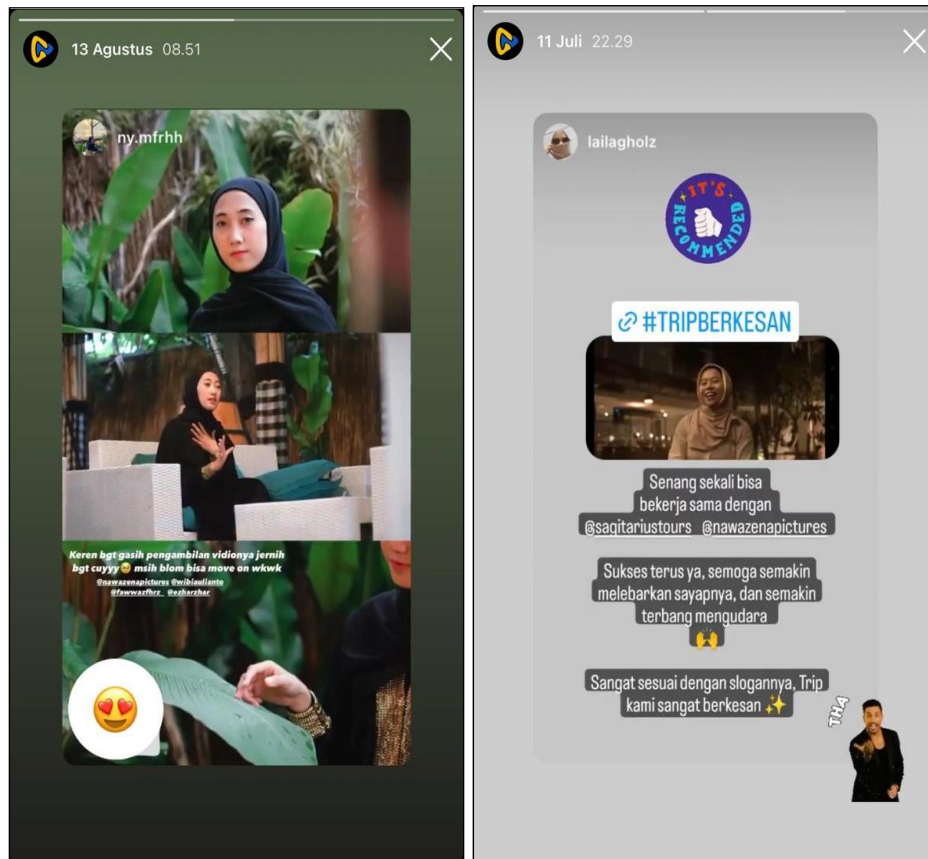 13 Agustus 08.51
ny.mfrhh
Keren bgt gasih pengambilan vidionya jernih
bgt cuyyy🥹 msih blom bisa move on wkwk
@nawazenapictures @wibiaulianto
@fawwazfhrz_ @ezharzhar
11 Juli 22.29
lailagholz
IT'S
RECOMMENDED
#TRIPBERKESAN
Senang sekali bisa
bekerja sama dengan
@sagitariustours @nawazenapictures
Sukses terus ya, semoga semakin
melebarkan sayapnya, dan semakin
terbang mengudara
🙌
Sangat sesuai dengan slogannya, Trip
kami sangat berkesan ✨
THA